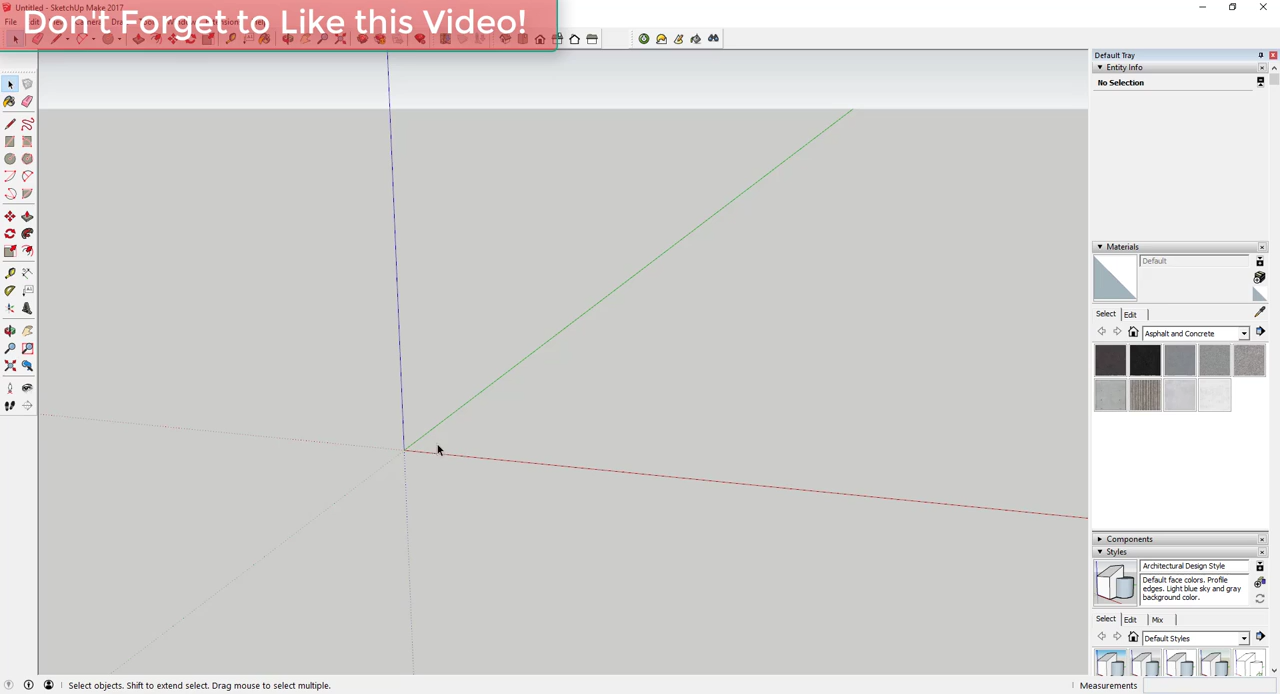 Untitled - SketchUp Make 2017
Don't Forget to Like this Video!
File
Default Tray
Entity Info
No Selection
Materials
Default
Select Edit
Asphalt and Concrete
Components
Styles
Architectural Design Style
Default face colors. Profile
edges. Light blue sky and gray
background color.
Select Edit Mix
Default Styles
Select objects. Shift to extend select. Drag mouse to select multiple.
Measurements